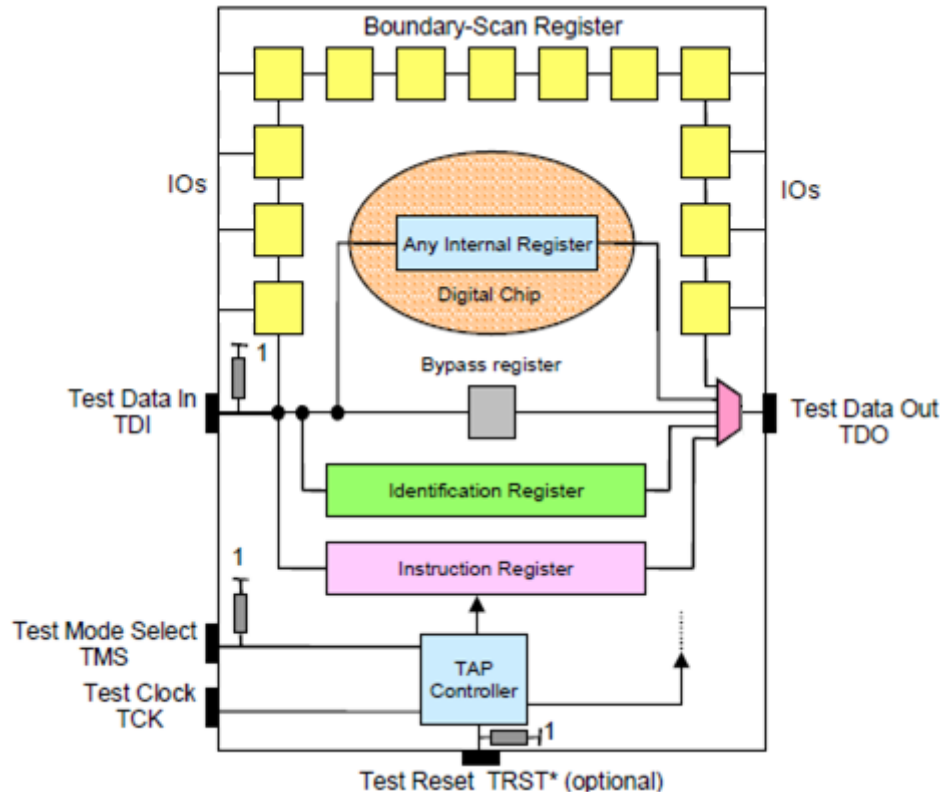 Boundary-Scan Register
IOs
IOs
Any Internal Register
Digital Chip
1
Bypass register
Test Data In
TDI
Test Data Out
TDO
Identification Register
1
Instruction Register
Test Mode Select
TMS
TAP
Controller
Test Clock
TCK
1
Test Reset TRST* (optional)